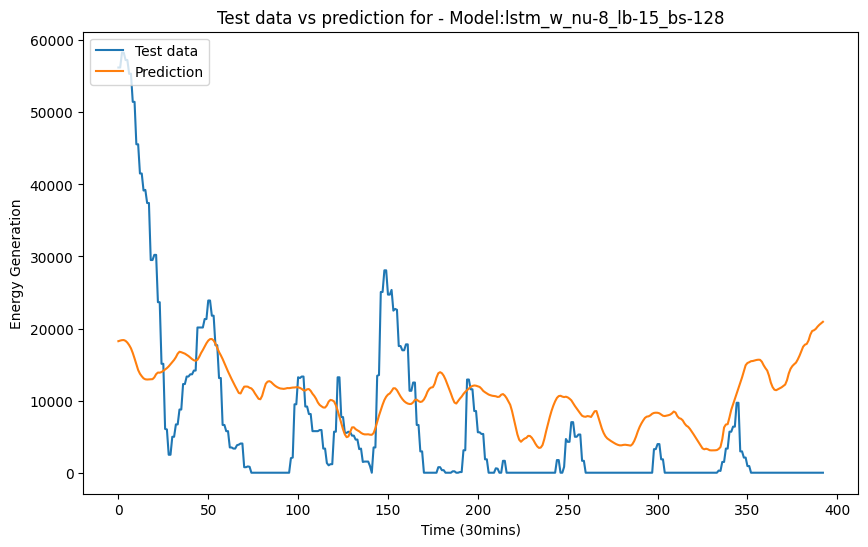 Test data vs prediction for - Model:lstm_w_nu-8_lb-15_bs-128
Test data
Prediction
Energy Generation
60000
50000
40000
30000
20000
10000
0
0 50 100 150 200 250 300 350 400
Time (30mins)